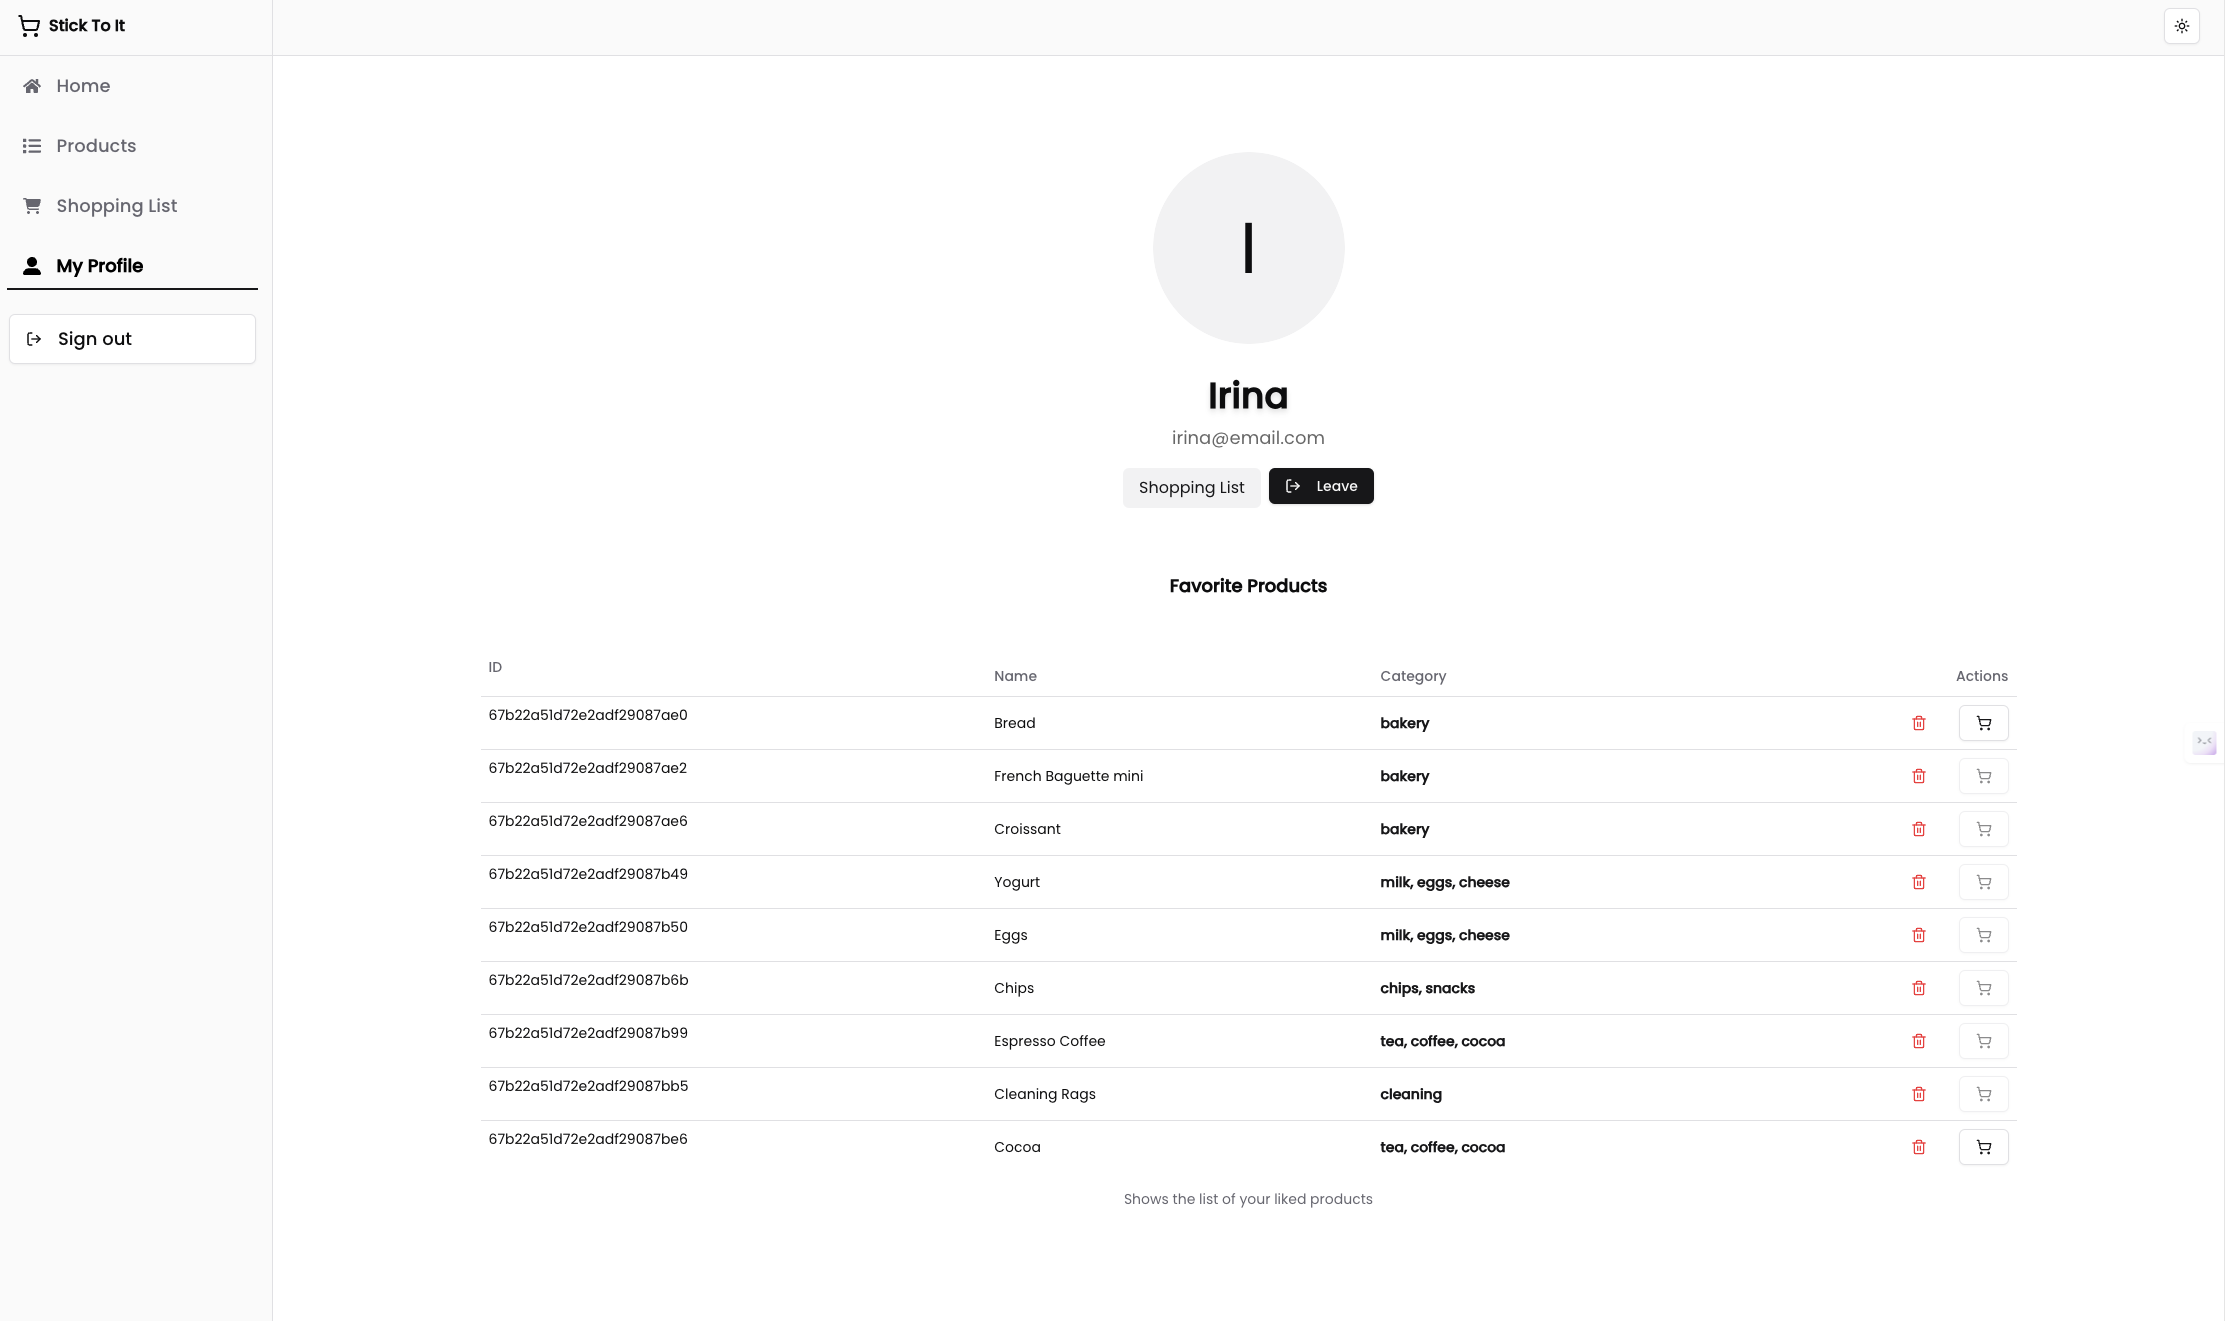 Stick To It
Home
Products
Shopping List
My Profile
Sign out
I
Irina
irina@email.com
Shopping List Leave
Favorite Products
ID Name Category Actions
67b22a51d72e2adf29087ae0 Bread bakery
67b22a51d72e2adf29087ae2 French Baguette mini bakery
67b22a51d72e2adf29087ae6 Croissant bakery
67b22a51d72e2adf29087b49 Yogurt milk, eggs, cheese
67b22a51d72e2adf29087b50 Eggs milk, eggs, cheese
67b22a51d72e2adf29087b6b Chips chips, snacks
67b22a51d72e2adf29087b99 Espresso Coffee tea, coffee, cocoa
67b22a51d72e2adf29087bb5 Cleaning Rags cleaning
67b22a51d72e2adf29087be6 Cocoa tea, coffee, cocoa
Shows the list of your liked products